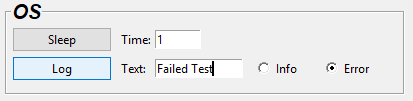 OS
Sleep Time: 1
Log Text: Failed Test Info Error